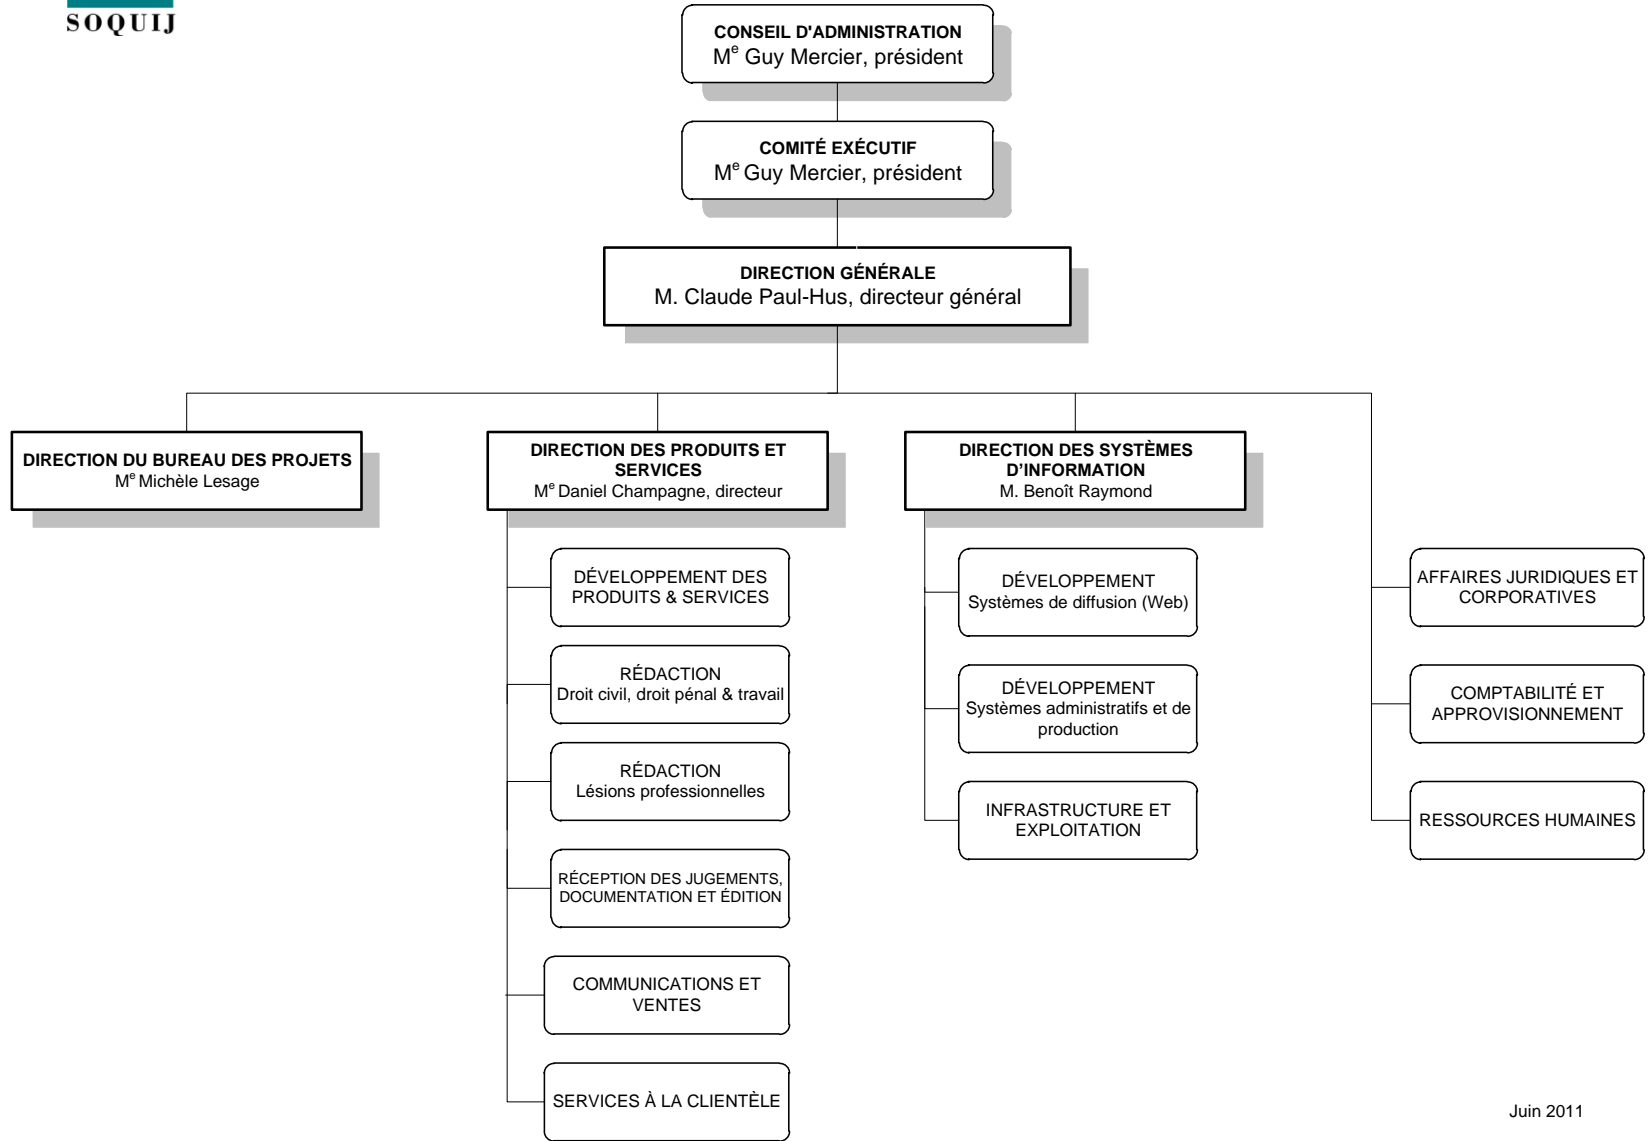 SOQUIJ
CONSEIL D'ADMINISTRATION
Me Guy Mercier, président
COMITÉ EXÉCUTIF
Me Guy Mercier, président
DIRECTION GÉNÉRALE
M. Claude Paul-Hus, directeur général
DIRECTION DU BUREAU DES PROJETS
Me Michèle Lesage
DIRECTION DES PRODUITS ET
SERVICES
Me Daniel Champagne, directeur
DIRECTION DES SYSTÈMES
D’INFORMATION
M. Benoît Raymond
DÉVELOPPEMENT DES
PRODUITS & SERVICES
RÉDACTION
Droit civil, droit pénal & travail
RÉDACTION
Lésions professionnelles
RÉCEPTION DES JUGEMENTS,
DOCUMENTATION ET ÉDITION
COMMUNICATIONS ET
VENTES
SERVICES À LA CLIENTÈLE
DÉVELOPPEMENT
Systèmes de diffusion (Web)
DÉVELOPPEMENT
Systèmes administratifs et de
production
INFRASTRUCTURE ET
EXPLOITATION
AFFAIRES JURIDIQUES ET
CORPORATIVES
COMPTABILITÉ ET
APPROVISIONNEMENT
RESSOURCES HUMAINES
Juin 2011